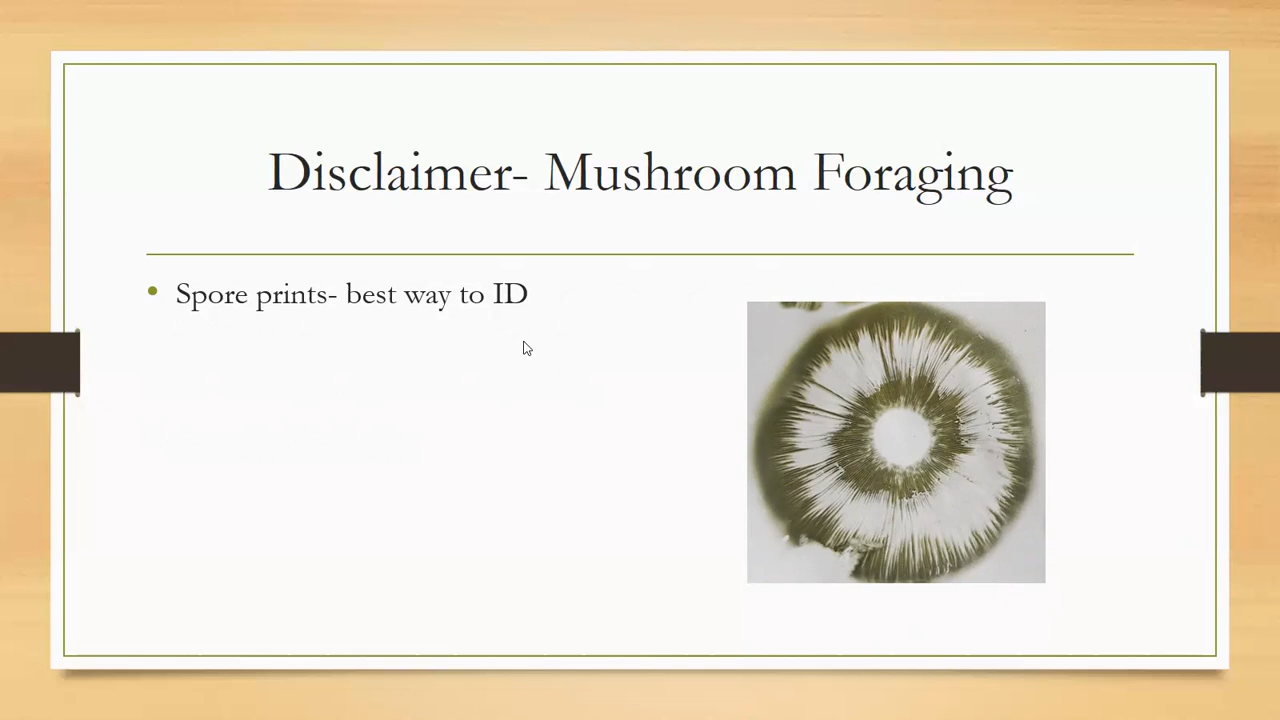 Disclaimer- Mushroom Foraging
Spore prints- best way to ID